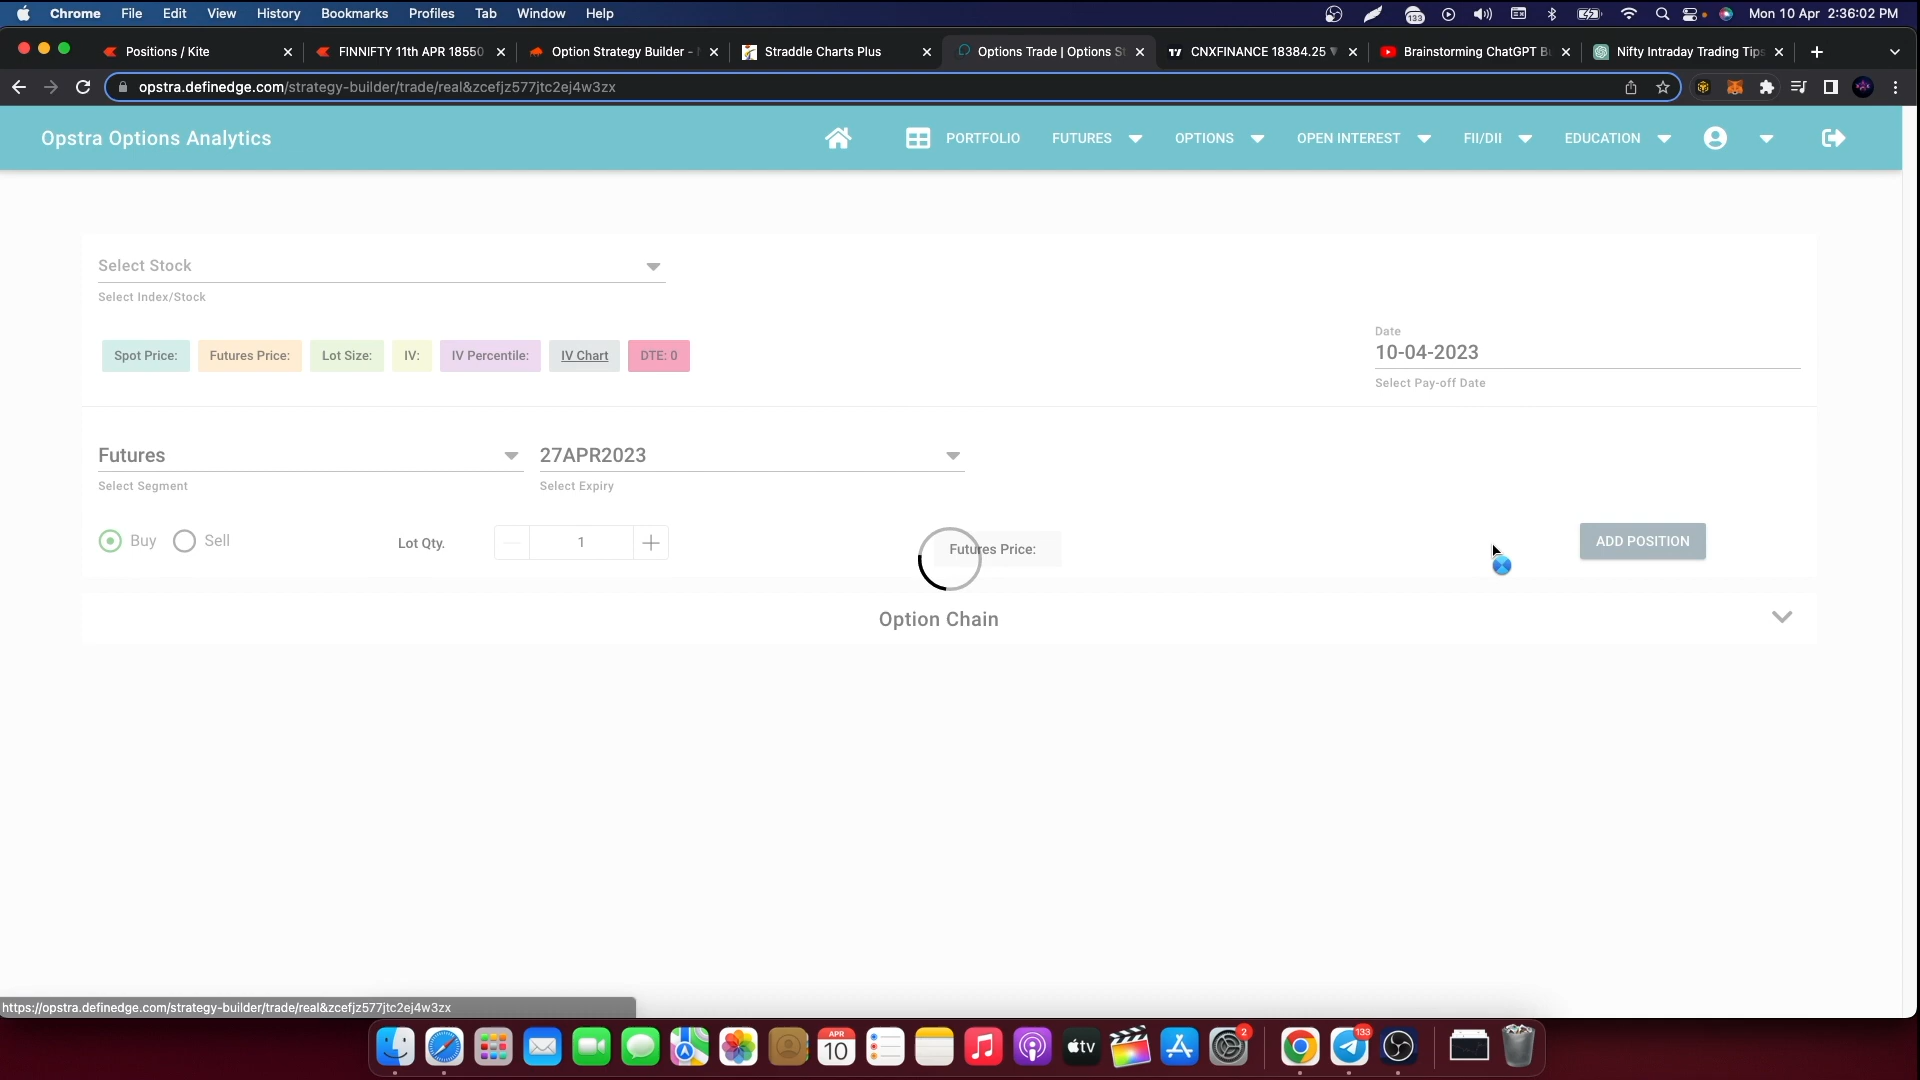 Chrome File Edit View History Bookmarks Profiles Tab Window Help 133 Mon 10 Apr 2:36:02 PM
Positions / Kite FINNIFTY 11th APR 18550 Option Strategy Builder - Straddle Charts Plus Options Trade | Options St CNXFINANCE 18384.25 Brainstorming ChatGPT Nifty Intraday Trading Tips
opstra.definedge.com/strategy-builder/trade/real&zcefjz577jtc2ej4w3zx
Opstra Options Analytics PORTFOLIO FUTURES OPTIONS OPEN INTEREST FII/DII EDUCATION
Select Stock
Select Index/Stock
Date
Spot Price: Futures Price: Lot Size: IV: IV Percentile: IV Chart DTE: 0 10-04-2023
Select Pay-off Date
Futures 27APR2023
Select Segment Select Expiry
Buy Sell Lot Qty. 1 Futures Price: ADD POSITION
Option Chain
https://opstra.definedge.com/strategy-builder/trade/real&zcefjz577jtc2ej4w3zx
APR 10 tv 2 133